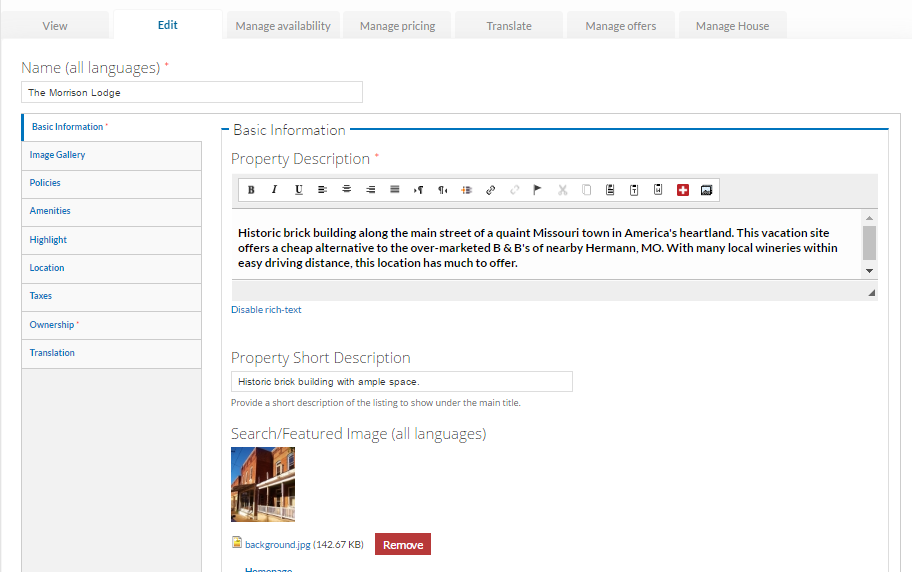 View
Edit
Manage availability
Manage pricing
Translate
Manage offers
Manage House
Name (all languages) *
The Morrison Lodge
Basic Information *
Image Gallery
Policies
Amenities
Highlight
Location
Taxes
Ownership *
Translation
Basic Information
Property Description *
B I U
Historic brick building along the main street of a quaint Missouri town in America's heartland. This vacation site
offers a cheap alternative to the over-marketed B & B's of nearby Hermann, MO. With many local wineries within
easy driving distance, this location has much to offer.
Disable rich-text
Property Short Description
Historic brick building with ample space.
Provide a short description of the listing to show under the main title.
Search/Featured Image (all languages)
background.jpg (142.67 KB)
Remove
Homepage